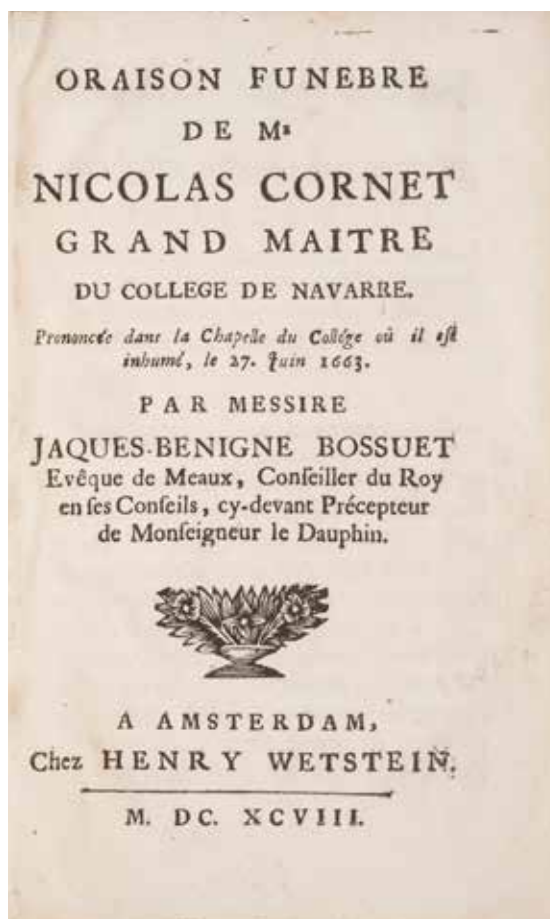 ORAISON FUNEBRE
DE Mr
NICOLAS CORNET
GRAND MAITRE
DU COLLEGE DE NAVARRE.
Prononcée dans la Chapelle du Collége où il est
inhumé, le 27. Juin 1663.
PAR MESSIRE
JAQUES-BENIGNE BOSSUET
Evêque de Meaux, Conſeiller du Roy
en ſes Conſeils, cy-devant Précepteur
de Monſeigneur le Dauphin.
A AMSTERDAM,
Chez HENRY WETSTEIN.
M. DC. XCVIII.